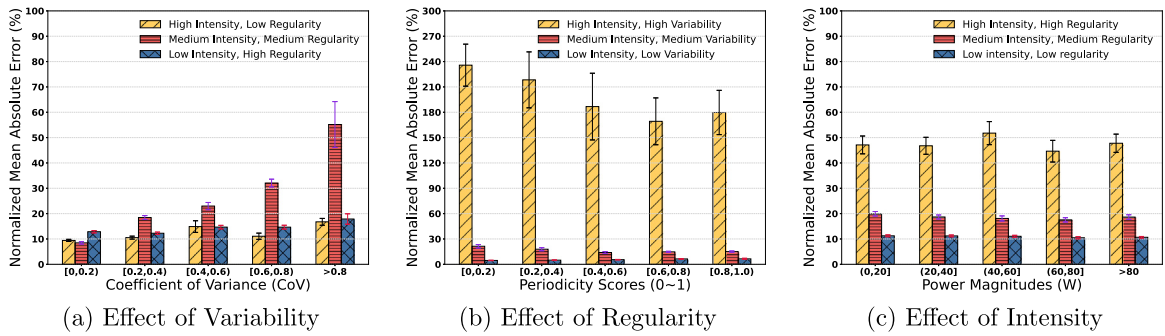 Normalized Mean Absolute Error (%)
100
90
80
70
60
50
40
30
20
10
0
High Intensity, Low Regularity
Medium Intensity, Medium Regularity
Low Intensity, High Regularity
[0,0.2)
[0.2,0.4)
[0.4,0.6)
[0.6,0.8)
>0.8
Coefficient of Variance (CoV)
(a) Effect of Variability
Normalized Mean Absolute Error (%)
300
270
240
210
180
150
120
90
60
30
0
High Intensity, High Variability
Medium Intensity, Medium Variability
Low Intensity, Low Variability
[0,0.2)
[0.2,0.4)
[0.4,0.6)
[0.6,0.8)
[0.8,1.0)
Periodicity Scores (0~1)
(b) Effect of Regularity
Normalized Mean Absolute Error (%)
100
90
80
70
60
50
40
30
20
10
0
High Intensity, High Regularity
Medium Intensity, Medium Regularity
Low intensity, Low regularity
(0,20]
(20,40]
(40,60]
(60,80]
>80
Power Magnitudes (W)
(c) Effect of Intensity